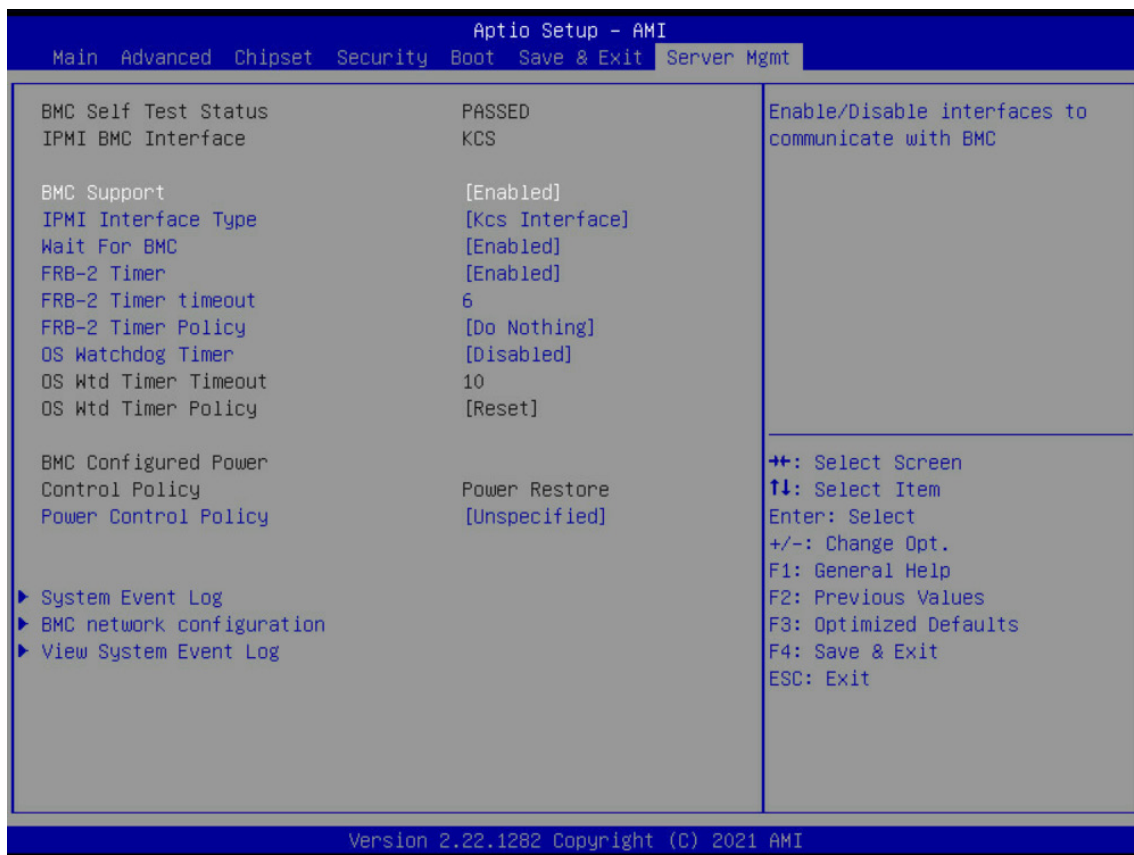 Aptio Setup – AMI
Main Advanced Chipset Security Boot Save & Exit Server Mgmt
BMC Self Test Status PASSED
IPMI BMC Interface KCS
BMC Support [Enabled]
IPMI Interface Type [Kcs Interface]
Wait For BMC [Enabled]
FRB-2 Timer [Enabled]
FRB-2 Timer timeout 6
FRB-2 Timer Policy [Do Nothing]
OS Watchdog Timer [Disabled]
OS Wtd Timer Timeout 10
OS Wtd Timer Policy [Reset]
BMC Configured Power
Control Policy Power Restore
Power Control Policy [Unspecified]
▶ System Event Log
▶ BMC network configuration
▶ View System Event Log
Enable/Disable interfaces to
communicate with BMC
→←: Select Screen
↑↓: Select Item
Enter: Select
+/-: Change Opt.
F1: General Help
F2: Previous Values
F3: Optimized Defaults
F4: Save & Exit
ESC: Exit
Version 2.22.1282 Copyright (C) 2021 AMI